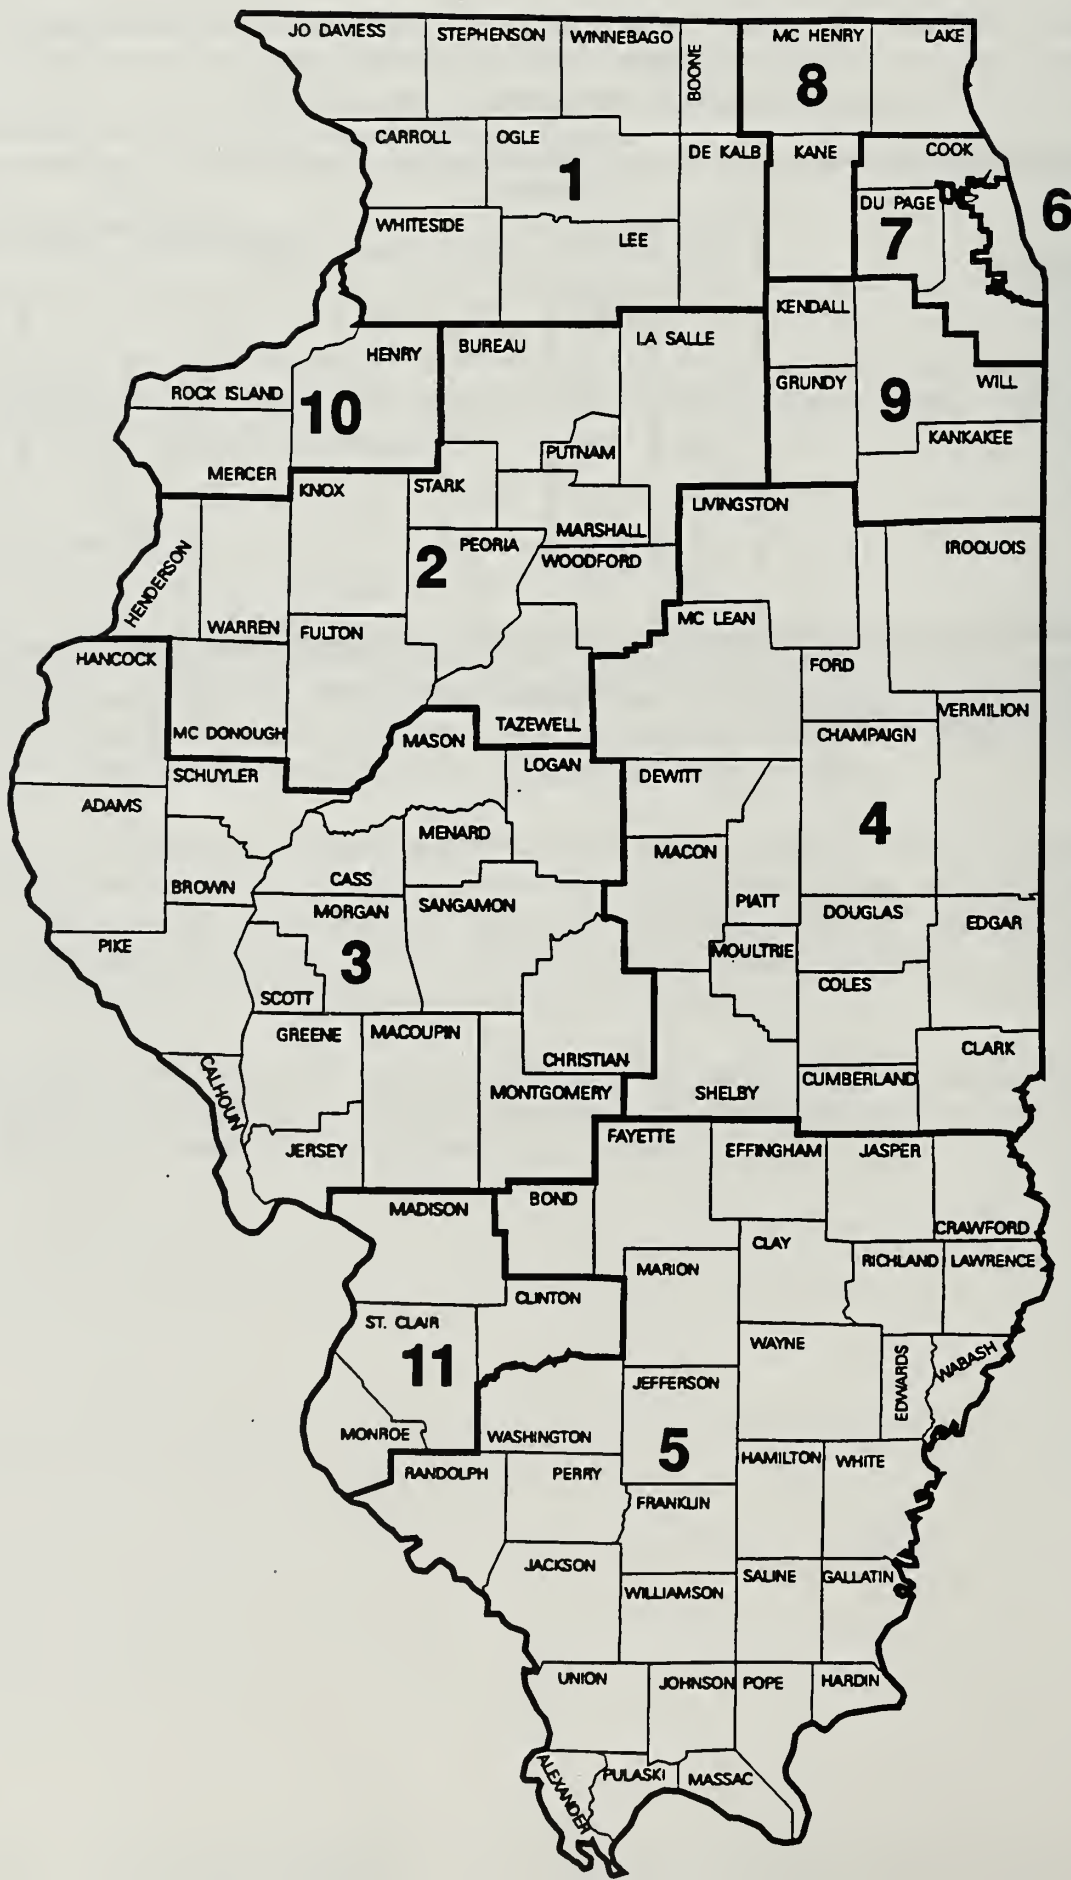 JO DAVIESS
STEPHENSON
WINNEBAGO
BOONE
MC HENRY
LAKE
8
CARROLL
OGLE
DE KALB
KANE
COOK
1
DU PAGE
6
7
WHITESIDE
LEE
KENDALL
HENRY
BUREAU
LA SALLE
ROCK ISLAND
10
GRUNDY
WILL
9
KANKAKEE
PUTNAM
MERCER
KNOX
STARK
LIVINGSTON
MARSHALL
PEORIA
WOODFORD
IROQUOIS
2
HENDERSON
WARREN
FULTON
MC LEAN
HANCOCK
FORD
VERMILION
MC DONOUGH
TAZEWELL
MASON
CHAMPAIGN
SCHUYLER
LOGAN
DEWITT
ADAMS
MENARD
4
MACON
BROWN
CASS
SANGAMON
PIATT
MORGAN
DOUGLAS
EDGAR
PIKE
3
MOULTRIE
COLES
SCOTT
GREENE
MACOUPIN
CHRISTIAN
CLARK
CALHOUN
CUMBERLAND
MONTGOMERY
SHELBY
FAYETTE
JERSEY
EFFINGHAM
JASPER
MADISON
BOND
CRAWFORD
CLAY
MARION
RICHLAND
LAWRENCE
CLINTON
ST. CLAIR
WAYNE
11
EDWARDS
WABASH
JEFFERSON
MONROE
WASHINGTON
5
HAMILTON
WHITE
RANDOLPH
PERRY
FRANKLIN
JACKSON
WILLIAMSON
SALINE
GALLATIN
UNION
JOHNSON
POPE
HARDIN
ALEXANDER
PULASKI
MASSAC